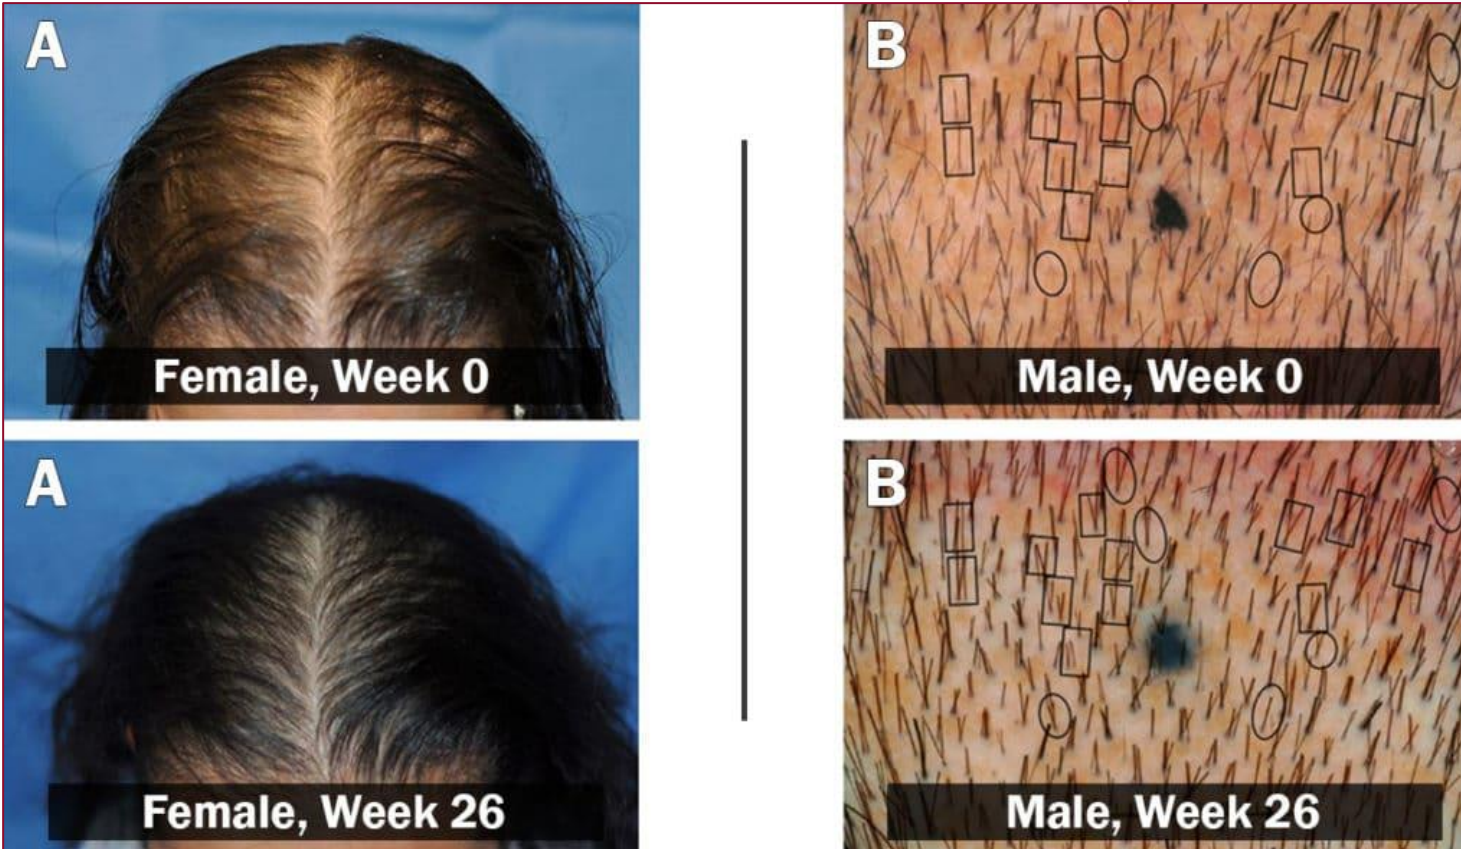 A
B
Female, Week 0
Male, Week 0
A
B
Female, Week 26
Male, Week 26